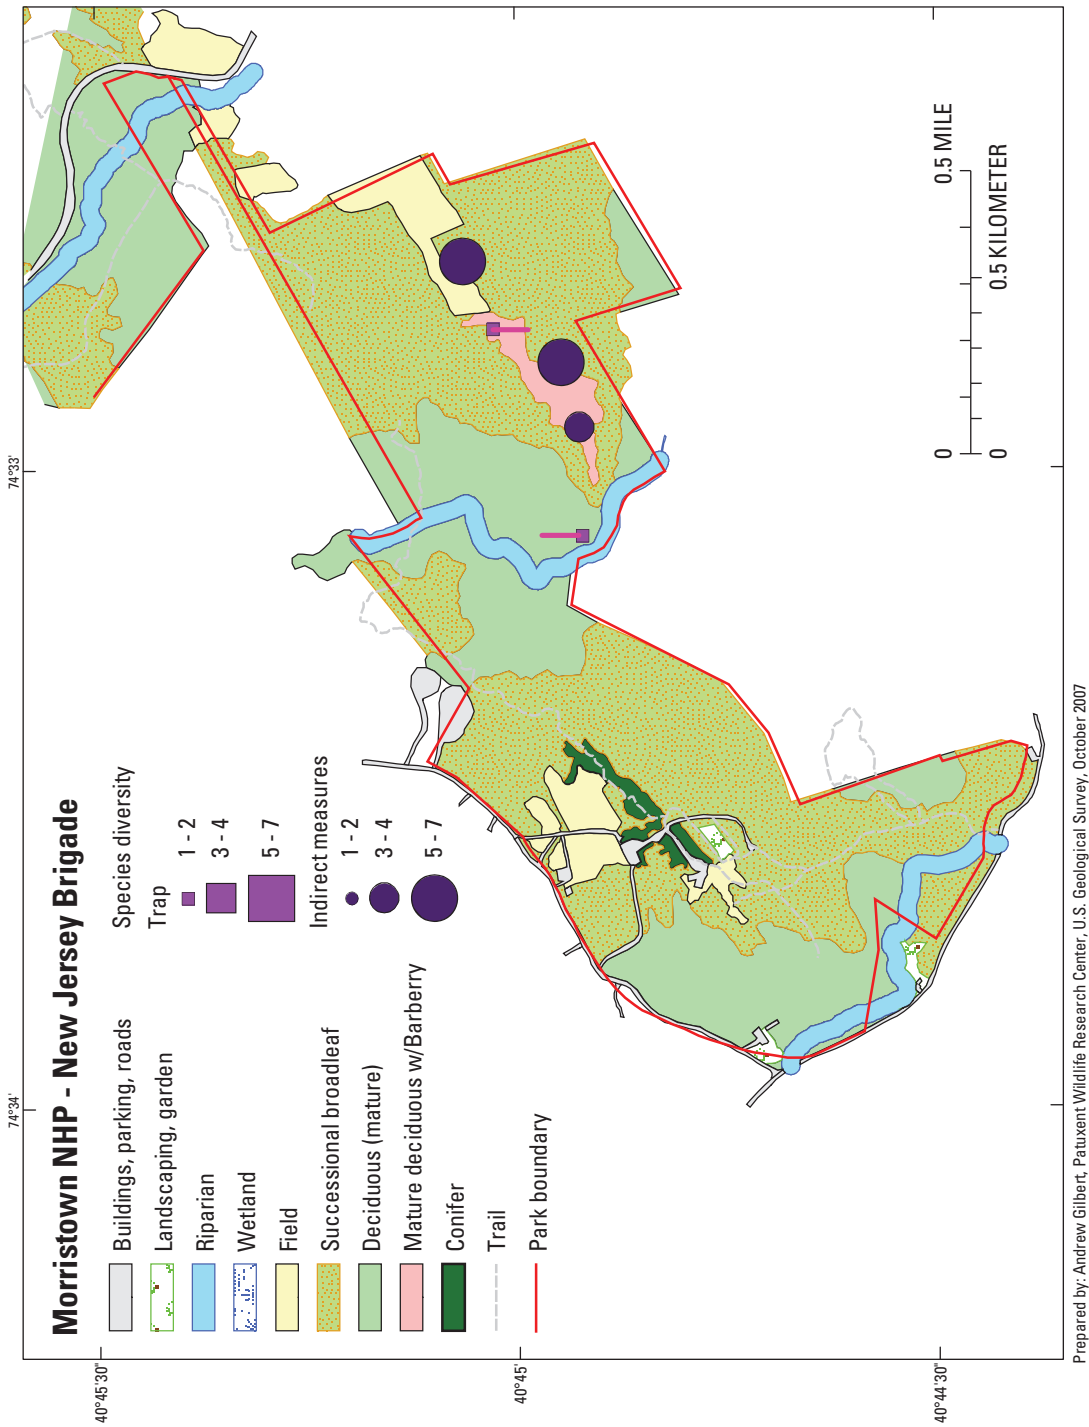 Morristown NHP - New Jersey Brigade
Buildings, parking, roads
Landscaping, garden
Riparian
Wetland
Field
Successional broadleaf
Deciduous (mature)
Mature deciduous w/Barberry
Conifer
Trail
Park boundary
Species diversity
Trap
1 - 2
3 - 4
5 - 7
Indirect measures
1 - 2
3 - 4
5 - 7
74°34'
74°33'
40°45'30"
40°45'
40°44'30"
0
0.5 MILE
0
0.5 KILOMETER
Prepared by: Andrew Gilbert, Patuxent Wildlife Research Center, U.S. Geological Survey, October 2007